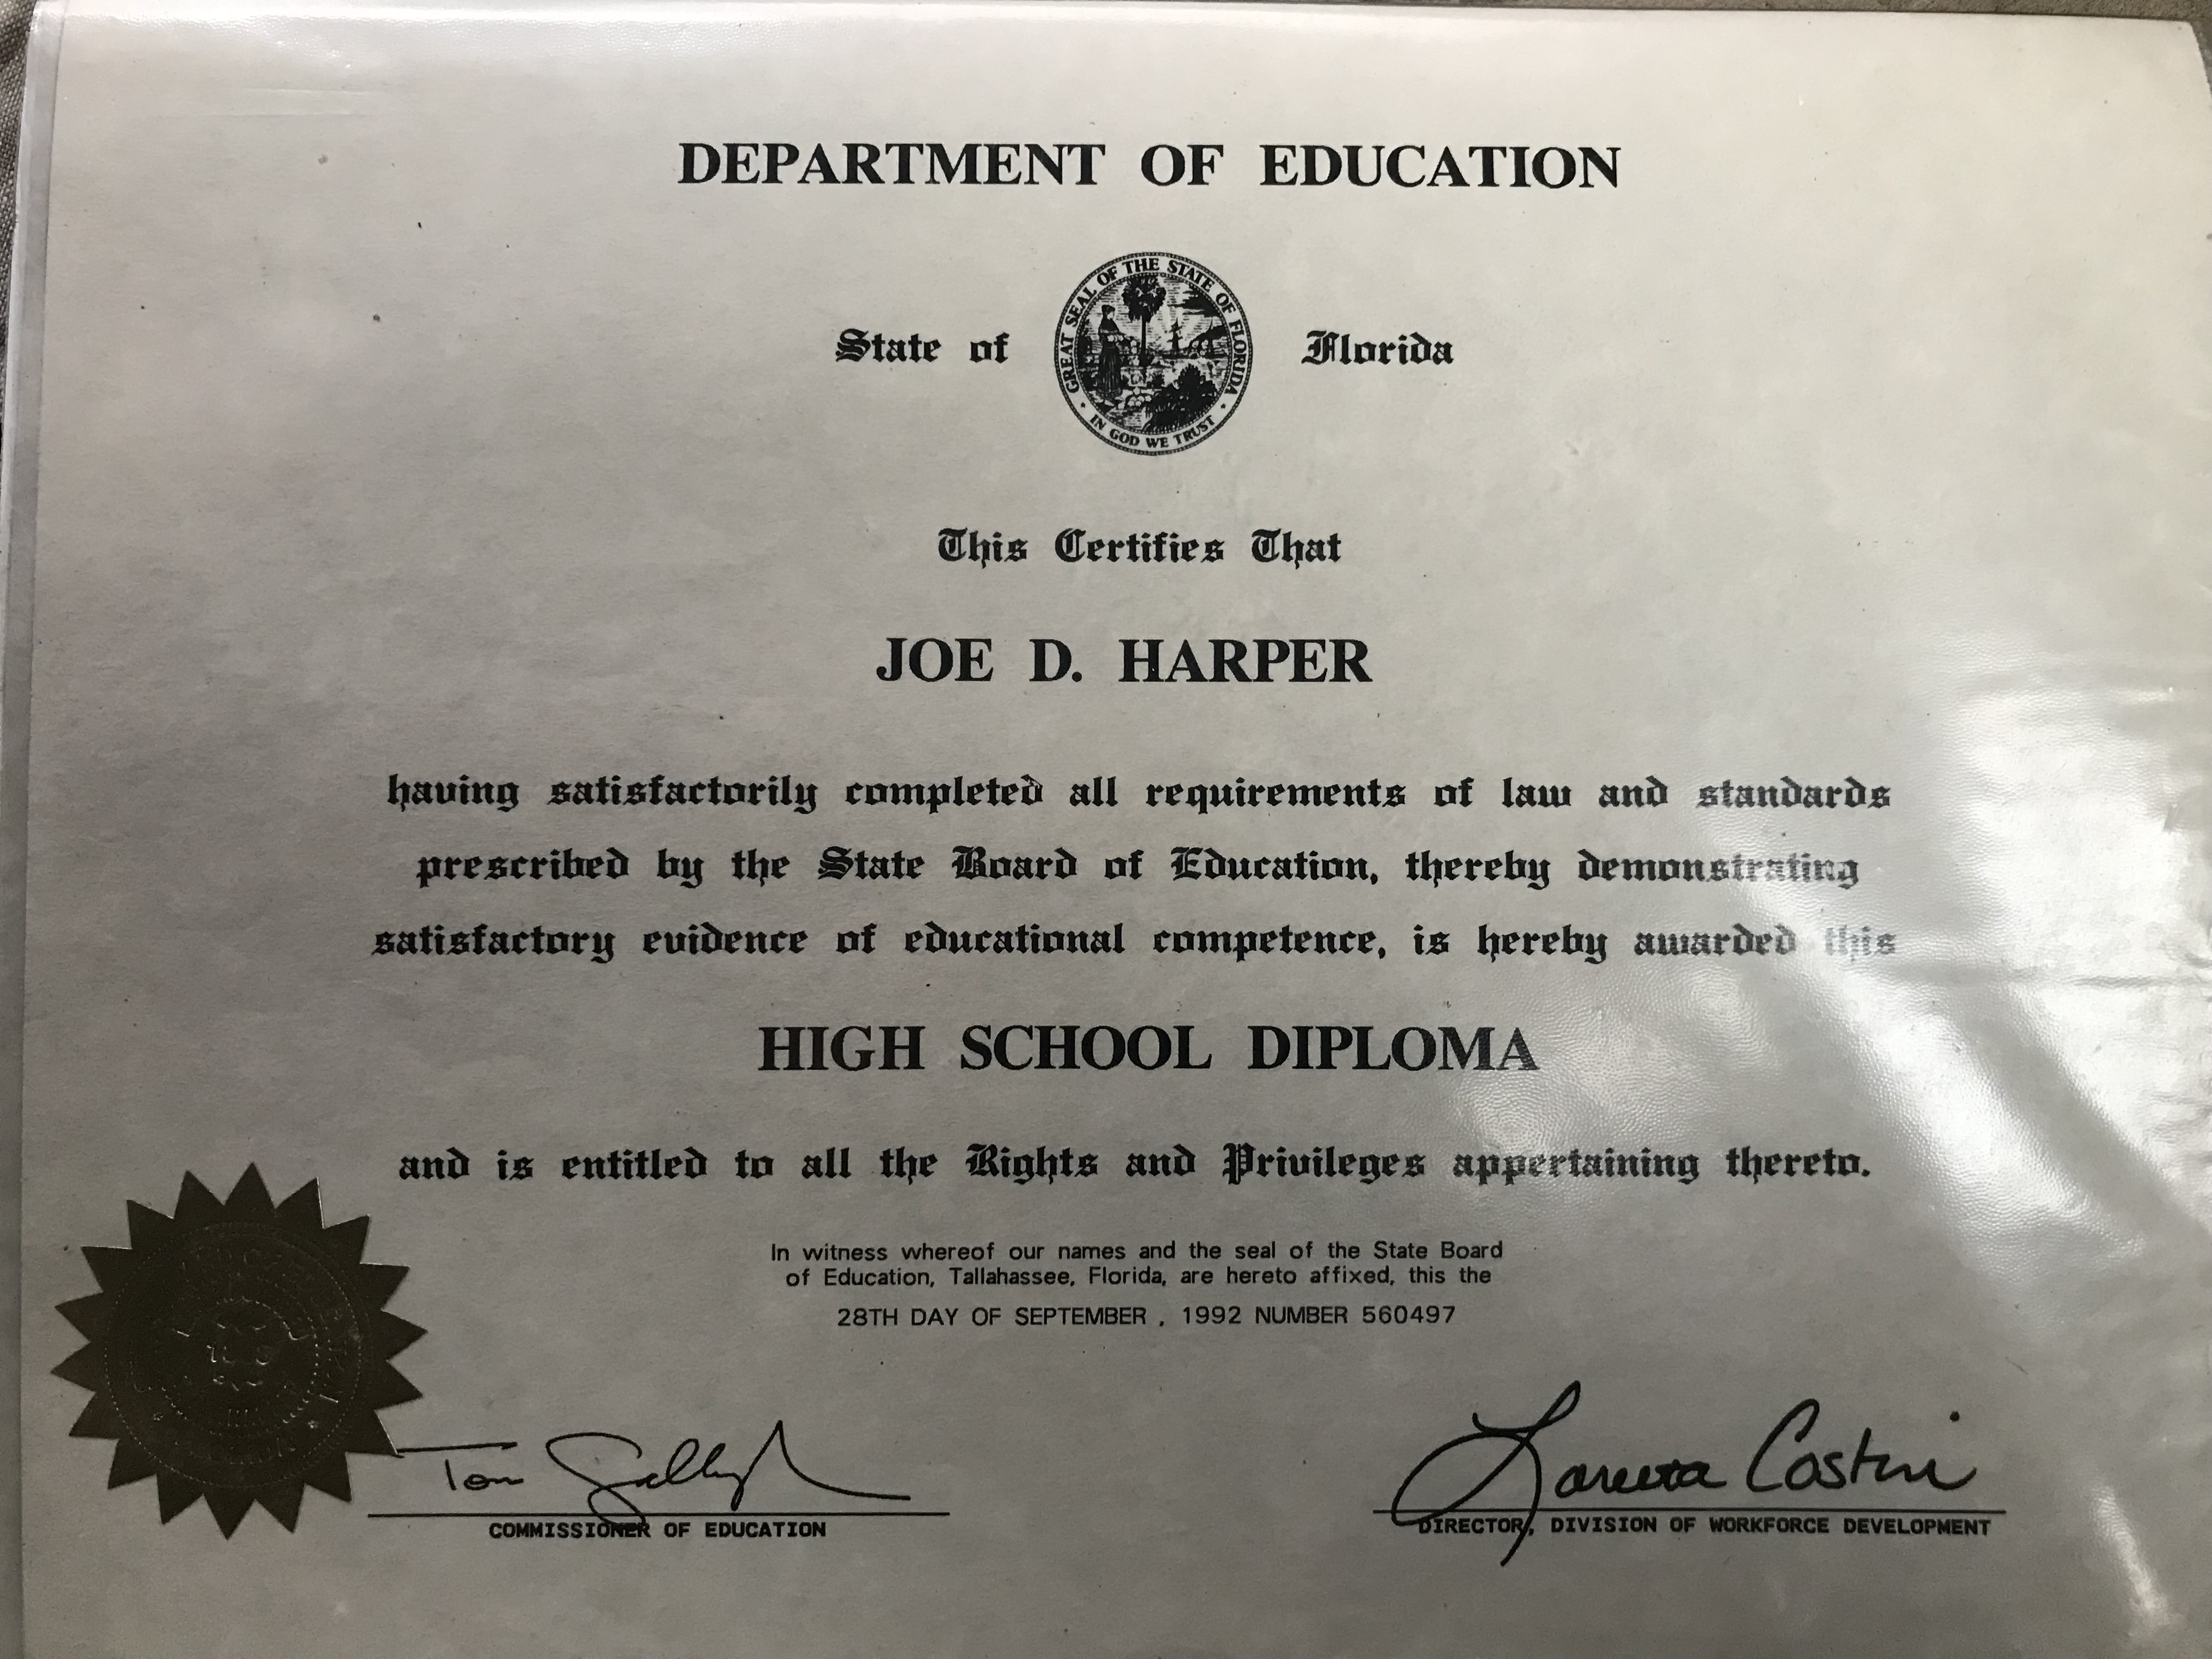 DEPARTMENT OF EDUCATION
State of Florida
GREAT SEAL OF THE STATE OF FLORIDA
IN GOD WE TRUST
This Certifies That
JOE D. HARPER
having satisfactorily completed all requirements of law and standards
prescribed by the State Board of Education, thereby demonstrating
satisfactory evidence of educational competence, is hereby awarded this
HIGH SCHOOL DIPLOMA
and is entitled to all the Rights and Privileges appertaining thereto.
In witness whereof our names and the seal of the State Board
of Education, Tallahassee, Florida, are hereto affixed, this the
28TH DAY OF SEPTEMBER , 1992 NUMBER 560497
Tom
COMMISSIONER OF EDUCATION
Loretta Costin
DIRECTOR, DIVISION OF WORKFORCE DEVELOPMENT